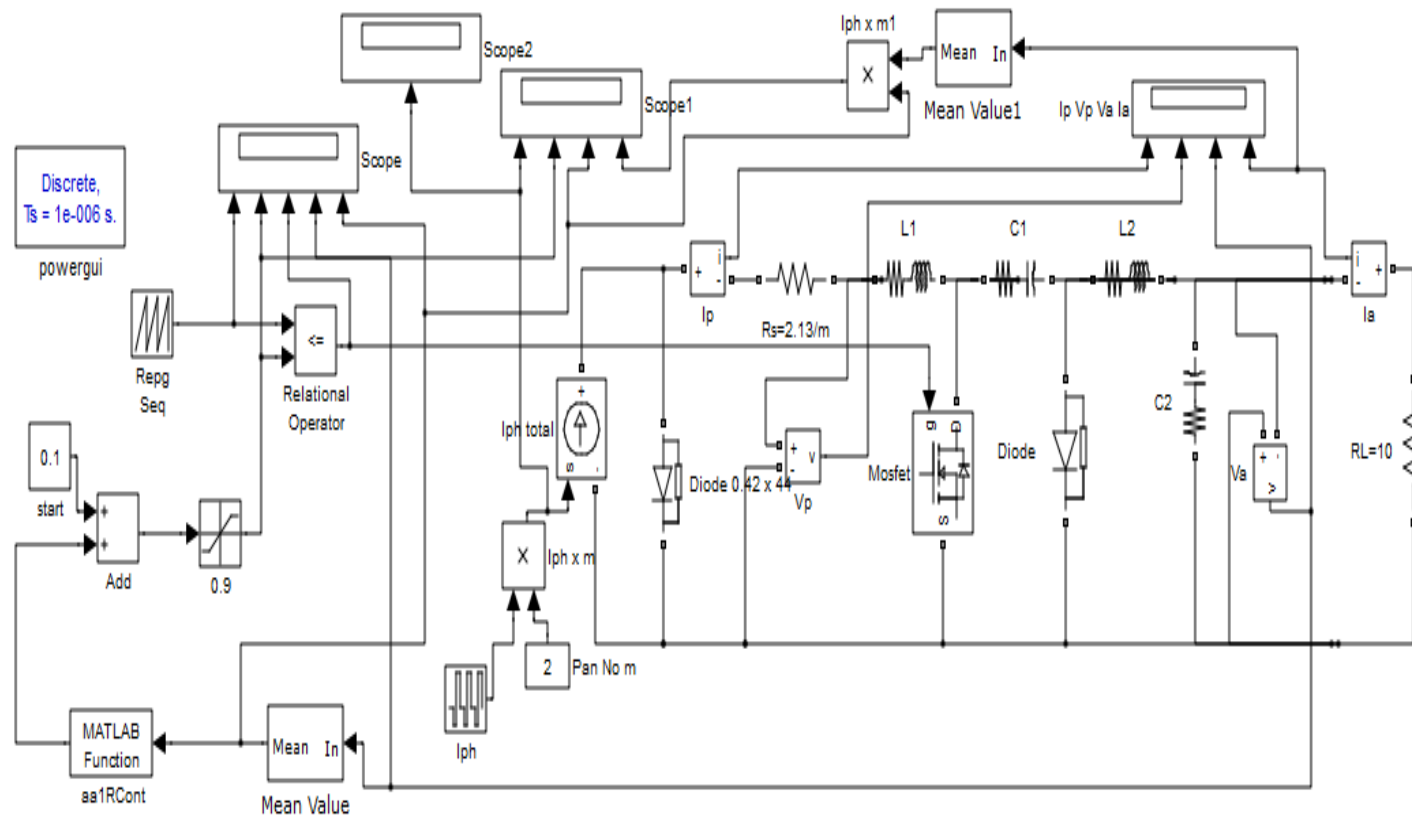 Iph x m1
Mean In
Mean Value1
X
Scope2
Scope1
Ip Vp Va Ia
Scope
Discrete,
Ts = 1e-006 s.
powergui
L1
C1
L2
+ i
-
Ip
i +
-
Ia
Rs=2.13/m
Repg
Seq
<=
Relational
Operator
0.1
start
+
+
Add
0.9
Iph total
+
s -
Diode 0.42 x 44
+ v
-
Vp
Mosfet
g D
S
Diode
C2
Va
+ -
v
RL=10
X
Iph x m
2
Pan No m
Iph
MATLAB
Function
aa1RCont
Mean In
Mean Value